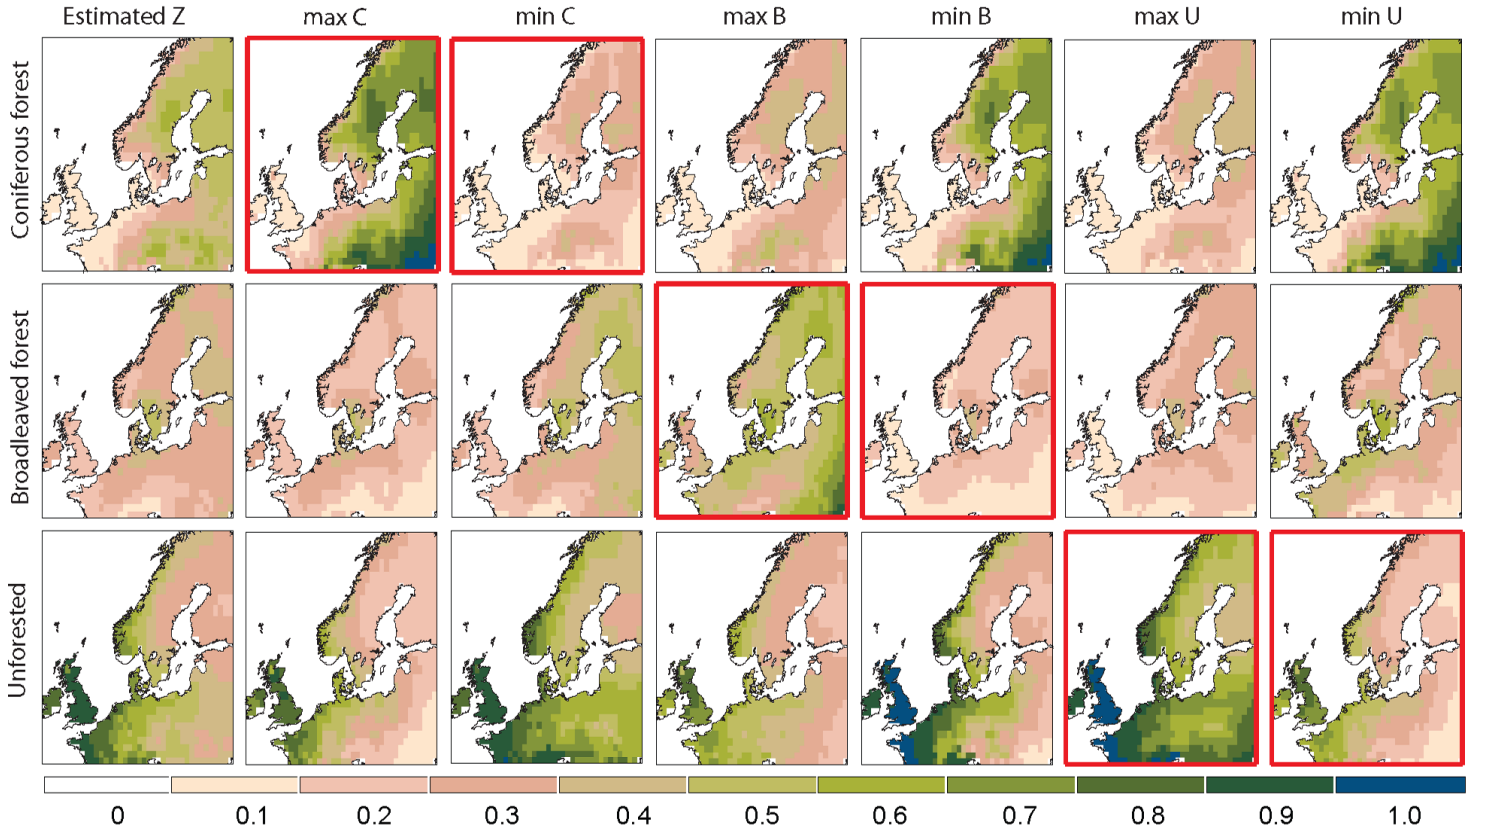 Estimated Z max C min C max B min B max U min U
Coniferous forest
Broadleaved forest
Unforested
0 0.1 0.2 0.3 0.4 0.5 0.6 0.7 0.8 0.9 1.0